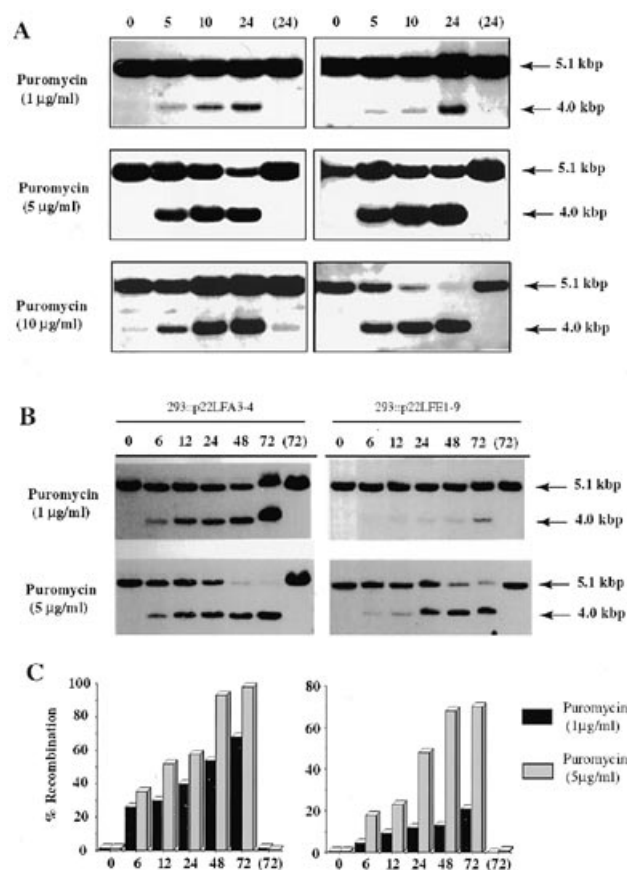 0 5 10 24 (24) 0 5 10 24 (24)
A
Puromycin
(1 µg/ml)
5.1 kbp
4.0 kbp
Puromycin
(5 µg/ml)
5.1 kbp
4.0 kbp
Puromycin
(10 µg/ml)
5.1 kbp
4.0 kbp
B
293::p22LFA3-4 293::p22LFE1-9
0 6 12 24 48 72 (72) 0 6 12 24 48 72 (72)
Puromycin
(1 µg/ml)
5.1 kbp
4.0 kbp
Puromycin
(5 µg/ml)
5.1 kbp
4.0 kbp
C
% Recombination
100
80
60
40
20
0
0 6 12 24 48 72 (72)
80
60
40
20
0
0 6 12 24 48 72 (72)
Puromycin
(1µg/ml)
Puromycin
(5µg/ml)